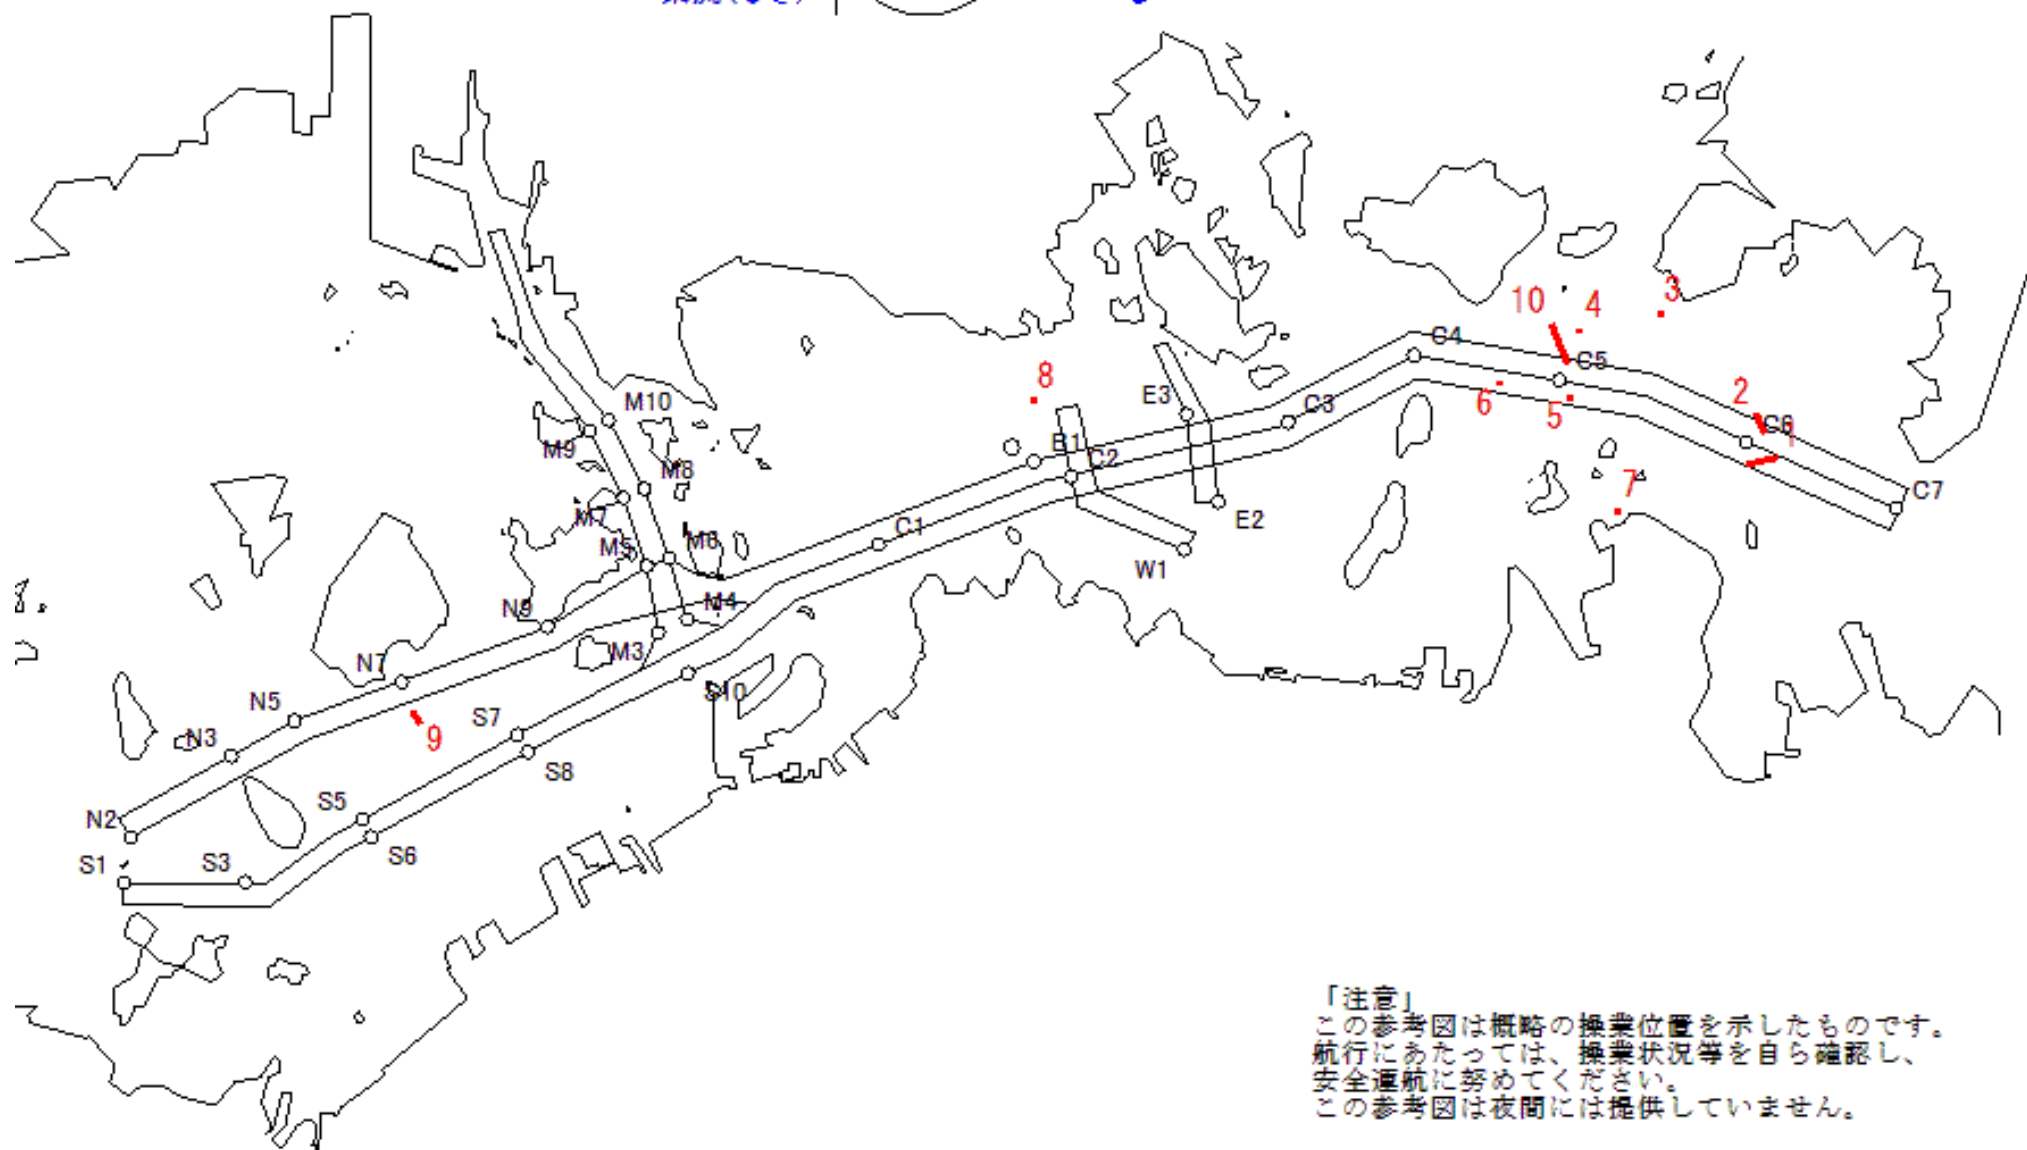 10
4
3
C4
C5
8
2
E3
6
5
C6
1
M10
C3
M9
B1
C2
M8
7
C7
M7
E2
M5
M6
C1
W1
N9
M4
M3
N7
S10
N5
S7
N3
9
S8
S5
N2
S6
S1
S3
「注意」
この参考図は概略の操業位置を示したものです。
航行にあたっては、操業状況等を自ら確認し、
安全運航に努めてください。
この参考図は夜間には提供していません。